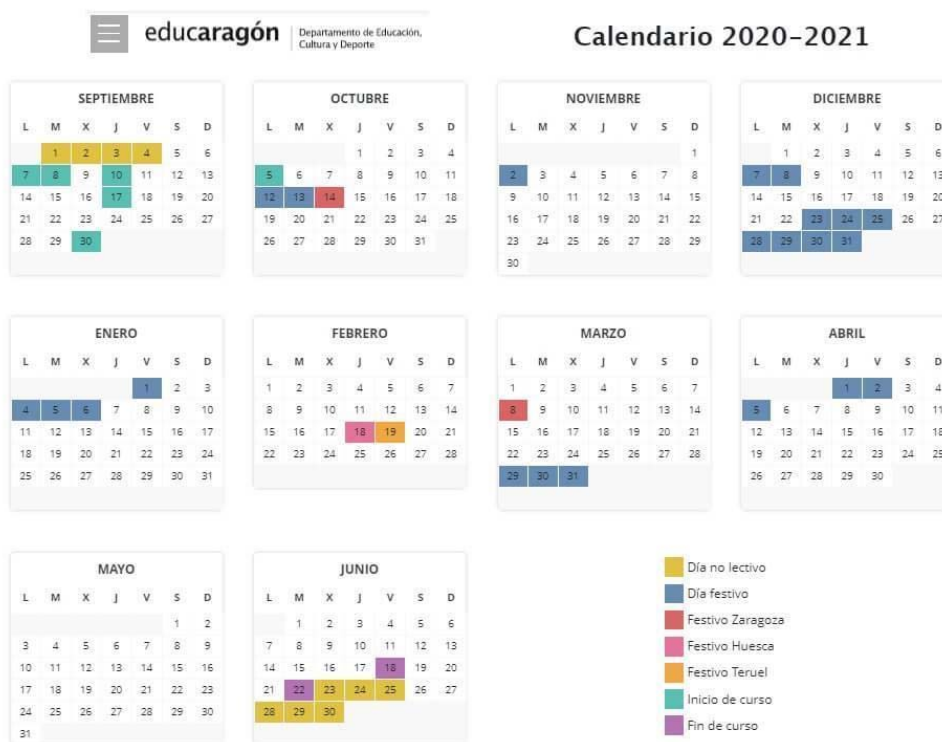 educaragón
Departamento de Educación,
Cultura y Deporte
Calendario 2020-2021
SEPTIEMBRE
L M X J V S D
1 2 3 4 5 6
7 8 9 10 11 12 13
14 15 16 17 18 19 20
21 22 23 24 25 26 27
28 29 30
OCTUBRE
L M X J V S D
1 2 3 4
5 6 7 8 9 10 11
12 13 14 15 16 17 18
19 20 21 22 23 24 25
26 27 28 29 30 31
NOVIEMBRE
L M X J V S D
1
2 3 4 5 6 7 8
9 10 11 12 13 14 15
16 17 18 19 20 21 22
23 24 25 26 27 28 29
30
DICIEMBRE
L M X J V S D
1 2 3 4 5 6
7 8 9 10 11 12 13
14 15 16 17 18 19 20
21 22 23 24 25 26 27
28 29 30 31
ENERO
L M X J V S D
1 2 3
4 5 6 7 8 9 10
11 12 13 14 15 16 17
18 19 20 21 22 23 24
25 26 27 28 29 30 31
FEBRERO
L M X J V S D
1 2 3 4 5 6 7
8 9 10 11 12 13 14
15 16 17 18 19 20 21
22 23 24 25 26 27 28
MARZO
L M X J V S D
1 2 3 4 5 6 7
8 9 10 11 12 13 14
15 16 17 18 19 20 21
22 23 24 25 26 27 28
29 30 31
ABRIL
L M X J V S D
1 2 3 4
5 6 7 8 9 10 11
12 13 14 15 16 17 18
19 20 21 22 23 24 25
26 27 28 29 30
MAYO
L M X J V S D
1 2
3 4 5 6 7 8 9
10 11 12 13 14 15 16
17 18 19 20 21 22 23
24 25 26 27 28 29 30
31
JUNIO
L M X J V S D
1 2 3 4 5 6
7 8 9 10 11 12 13
14 15 16 17 18 19 20
21 22 23 24 25 26 27
28 29 30
Día no lectivo
Día festivo
Festivo Zaragoza
Festivo Huesca
Festivo Teruel
Inicio de curso
Fin de curso